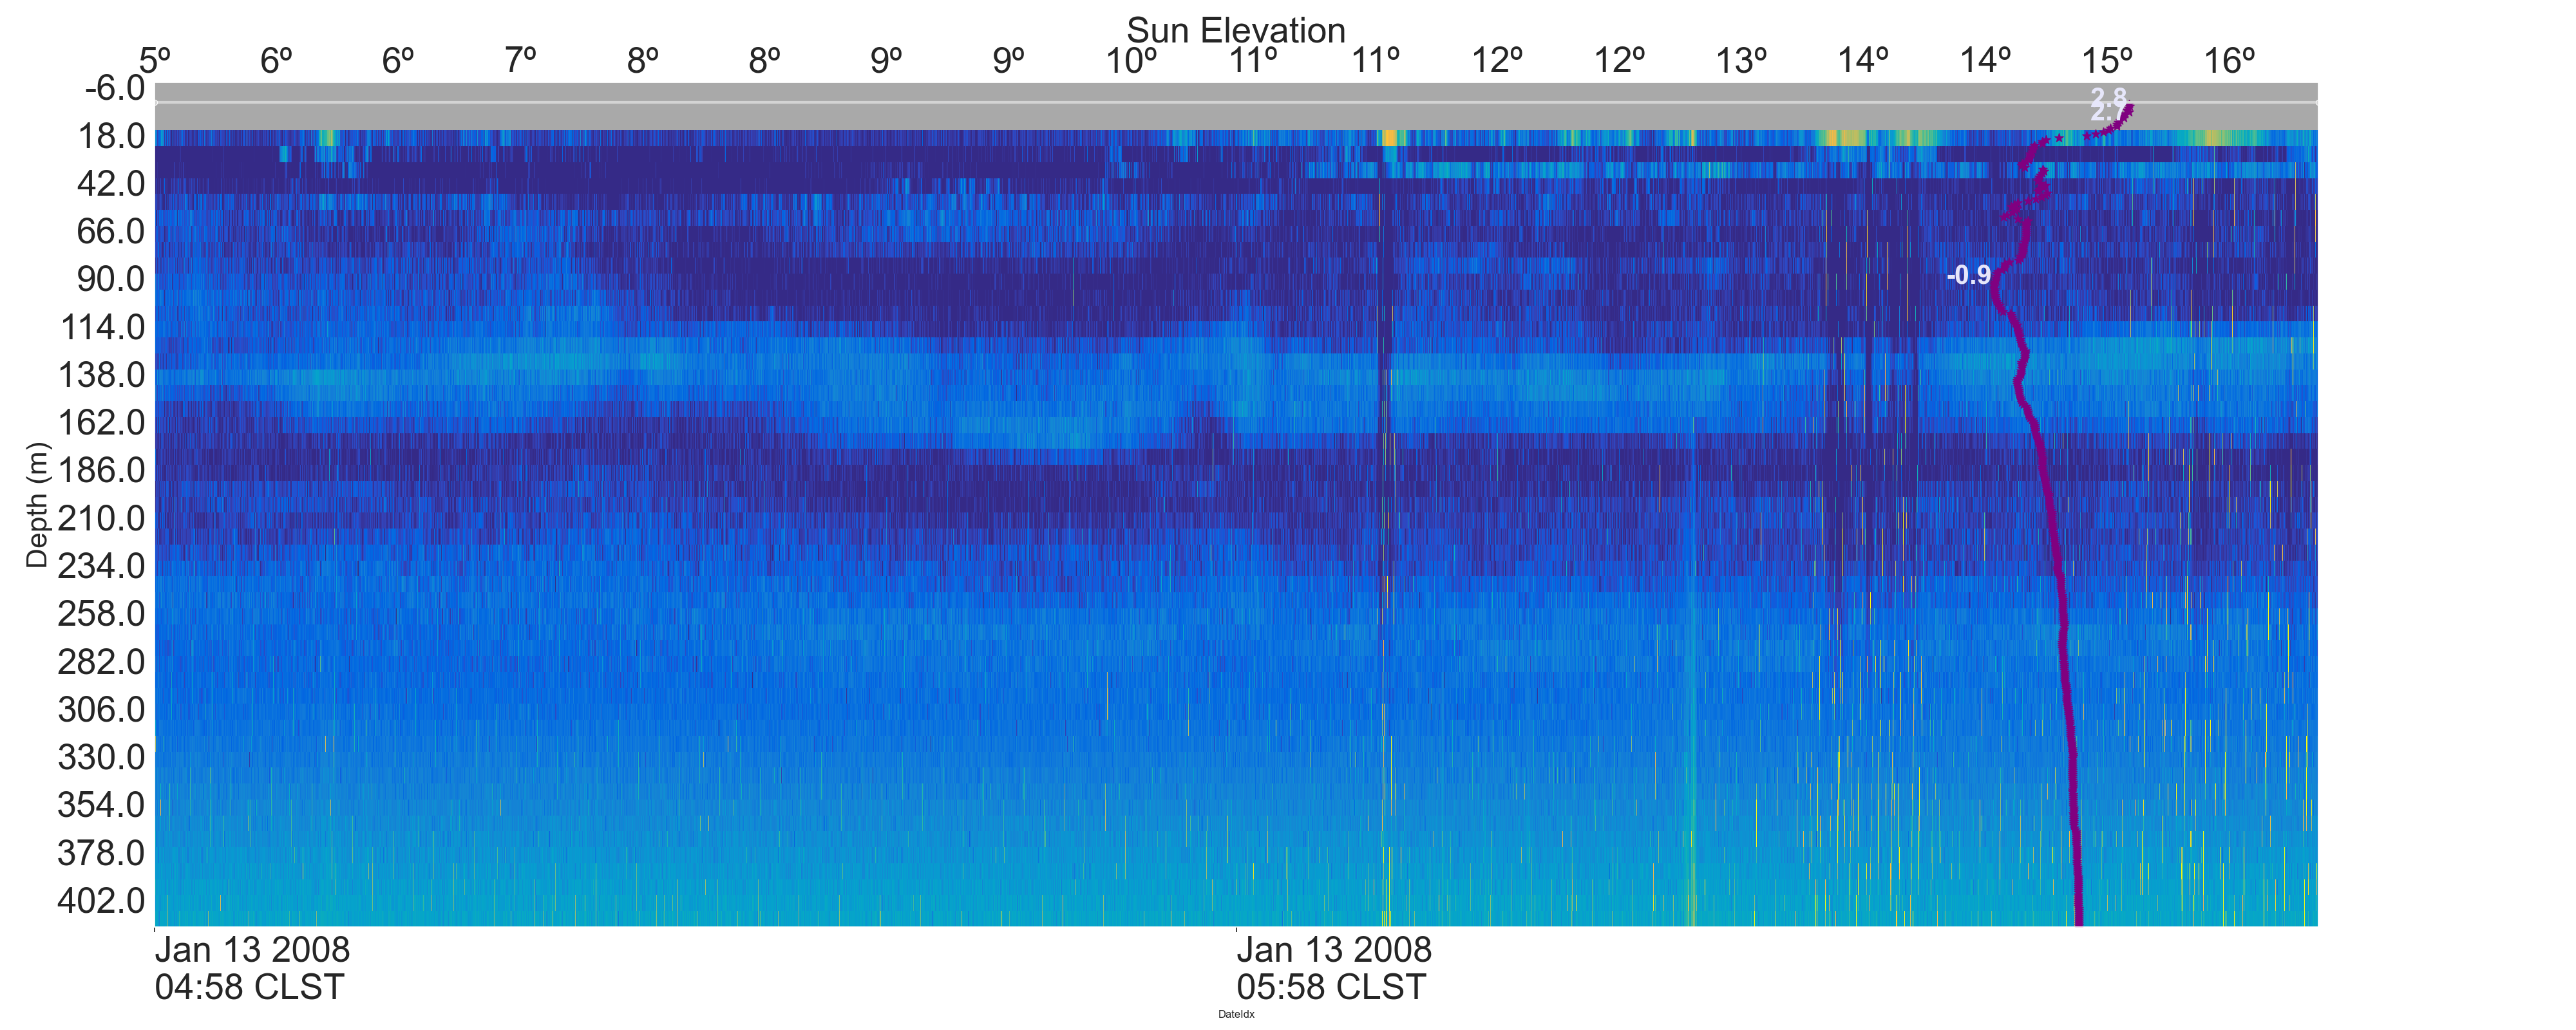 Sun Elevation
5º 6º 6º 7º 8º 8º 9º 9º 10º 11º 11º 12º 12º 13º 14º 14º 15º 16º
-6.0
18.0
42.0
66.0
90.0
114.0
138.0
162.0
186.0
210.0
234.0
258.0
282.0
306.0
330.0
354.0
378.0
402.0
Depth (m)
2.8
2.7
-0.9
Jan 13 2008
04:58 CLST
Jan 13 2008
05:58 CLST
DateIdx